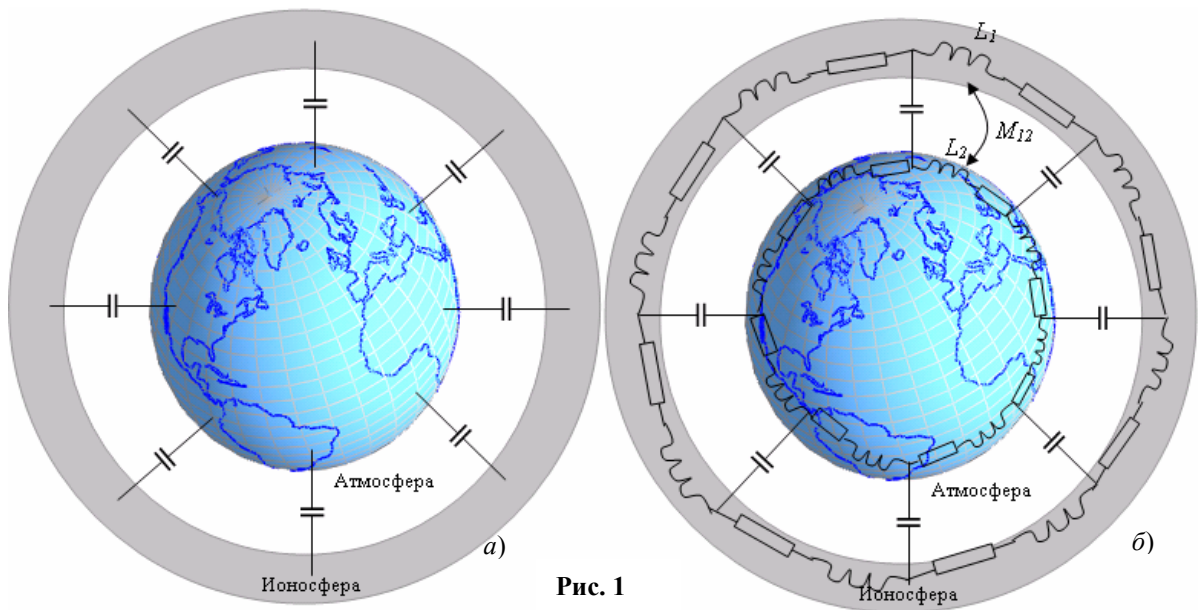 L1
M12
L2
Атмосфера
а)
Ионосфера
Атмосфера
б)
Ионосфера
Рис. 1